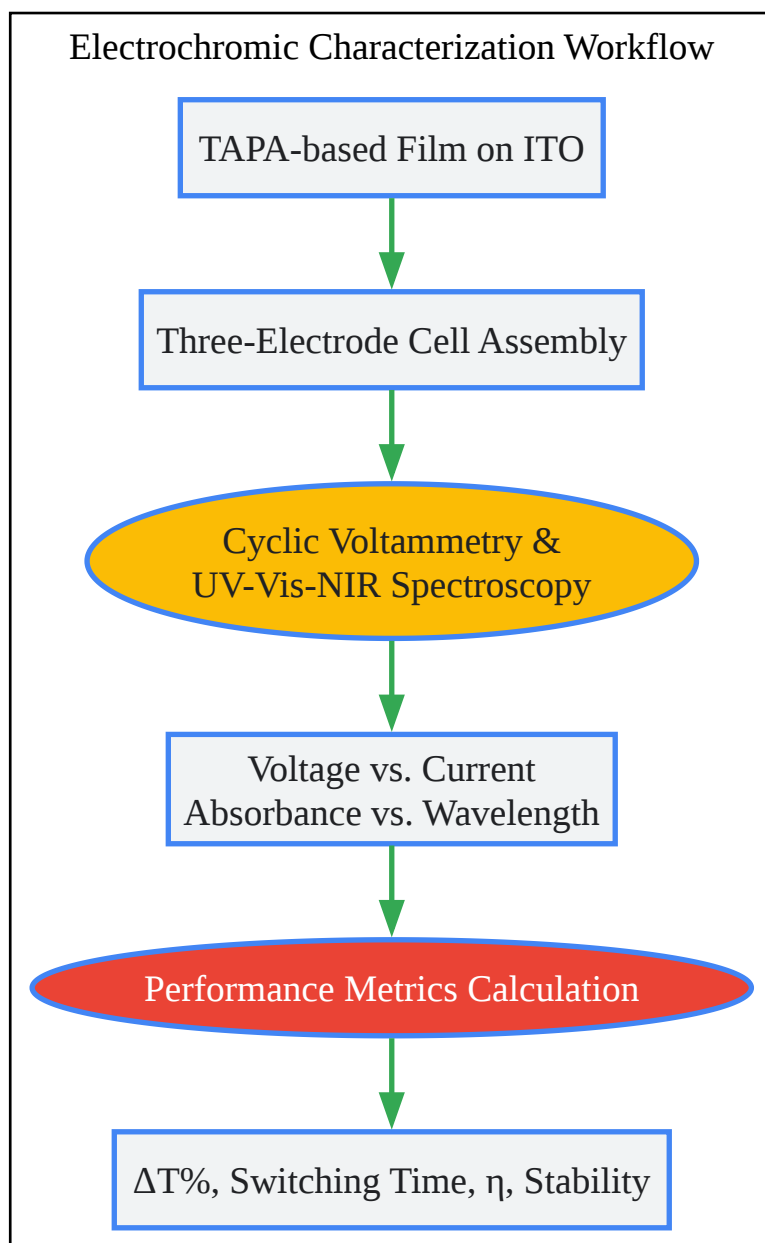 Electrochromic Characterization Workflow
TAPA-based Film on ITO
Three-Electrode Cell Assembly
Cyclic Voltammetry &
UV-Vis-NIR Spectroscopy
Voltage vs. Current
Absorbance vs. Wavelength
Performance Metrics Calculation
ΔT%, Switching Time, η, Stability